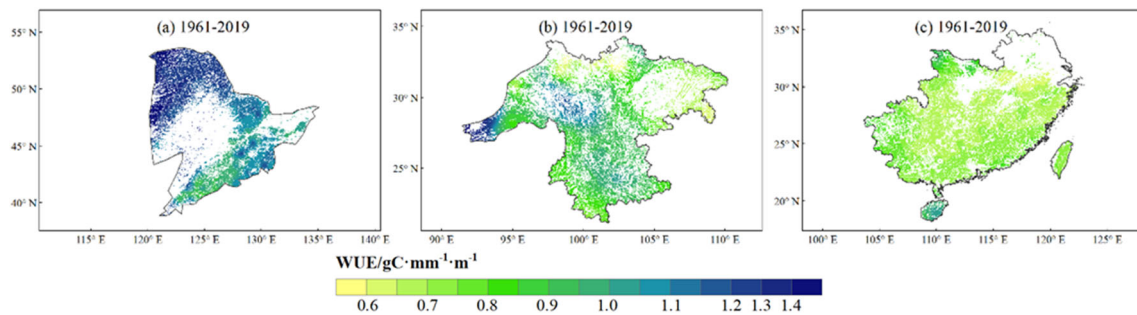 (a) 1961-2019
55° N
50° N
45° N
40° N
115° E 120° E 125° E 130° E 135° E 140° E
(b) 1961-2019
35° N
30° N
25° N
90° E 95° E 100° E 105° E 110° E
(c) 1961-2019
35° N
30° N
25° N
20° N
100° E 105° E 110° E 115° E 120° E 125° E
WUE/gC·mm⁻¹·m⁻¹
0.6 0.7 0.8 0.9 1.0 1.1 1.2 1.3 1.4